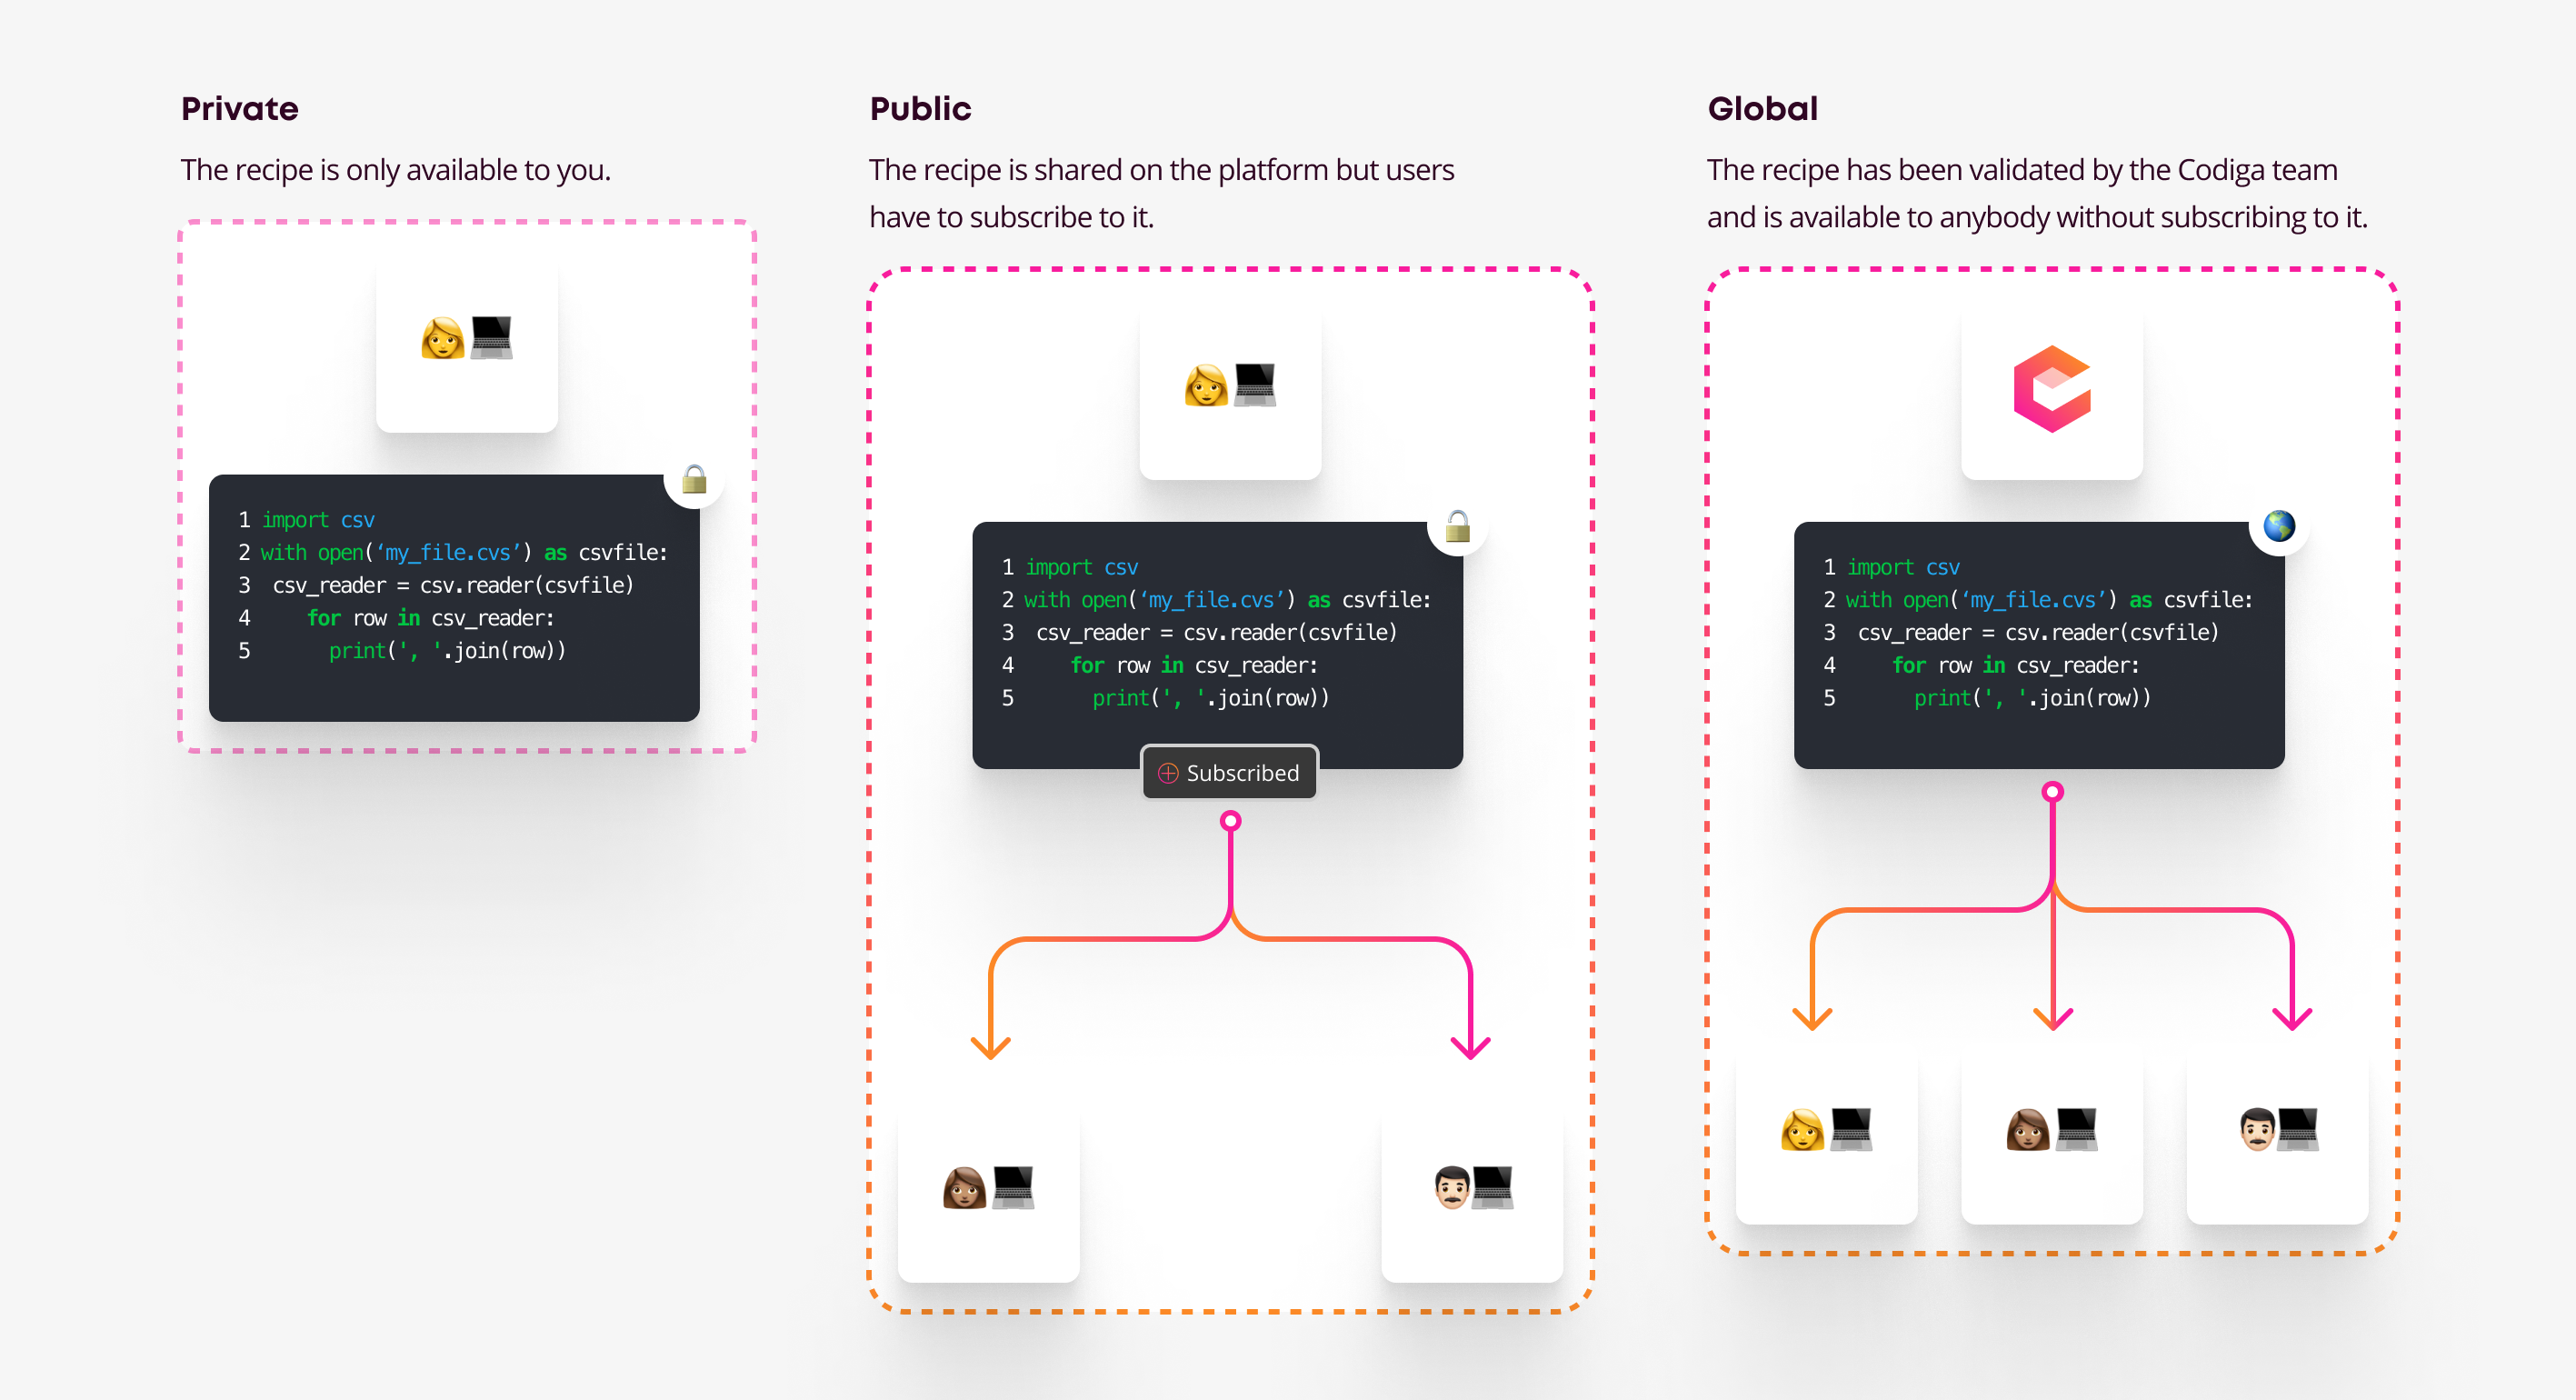 Private
The recipe is only available to you.
1 import csv
2 with open(‘my_file.cvs’) as csvfile:
3  csv_reader = csv.reader(csvfile)
4     for row in csv_reader:
5       print(', '.join(row))
Public
The recipe is shared on the platform but users
have to subscribe to it.
1 import csv
2 with open(‘my_file.cvs’) as csvfile:
3  csv_reader = csv.reader(csvfile)
4     for row in csv_reader:
5       print(', '.join(row))
Subscribed
Global
The recipe has been validated by the Codiga team
and is available to anybody without subscribing to it.
1 import csv
2 with open(‘my_file.cvs’) as csvfile:
3  csv_reader = csv.reader(csvfile)
4     for row in csv_reader:
5       print(', '.join(row))